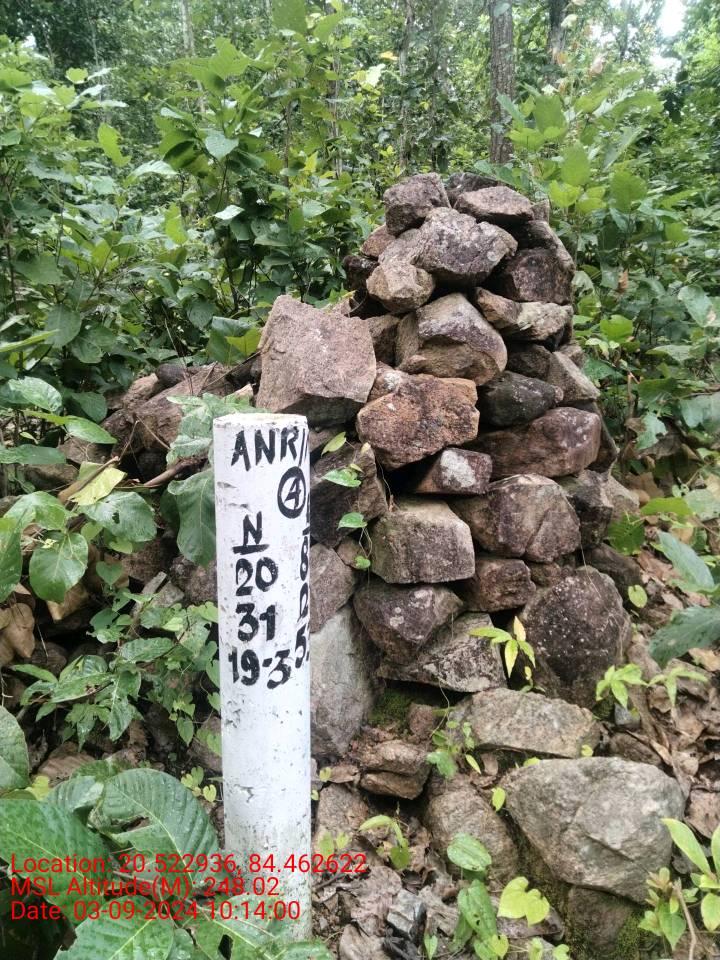 ANR
4
N
20
31
19.3
Location: 20.522936, 84.462622
MSL Altitude(M): 248.02
Date: 03-09-2024 10:14:00